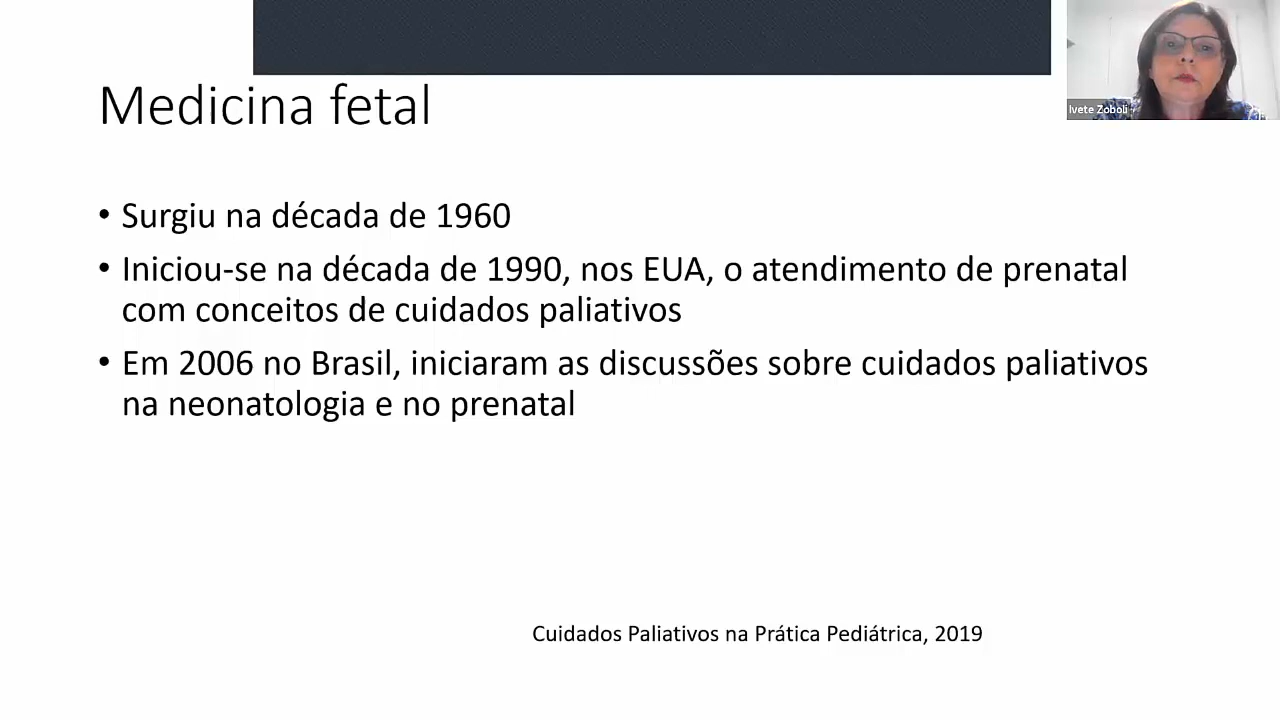 Ivete Zoboli
Medicina fetal
• Surgiu na década de 1960
• Iniciou-se na década de 1990, nos EUA, o atendimento de prenatal
com conceitos de cuidados paliativos
• Em 2006 no Brasil, iniciaram as discussões sobre cuidados paliativos
na neonatologia e no prenatal
Cuidados Paliativos na Prática Pediátrica, 2019